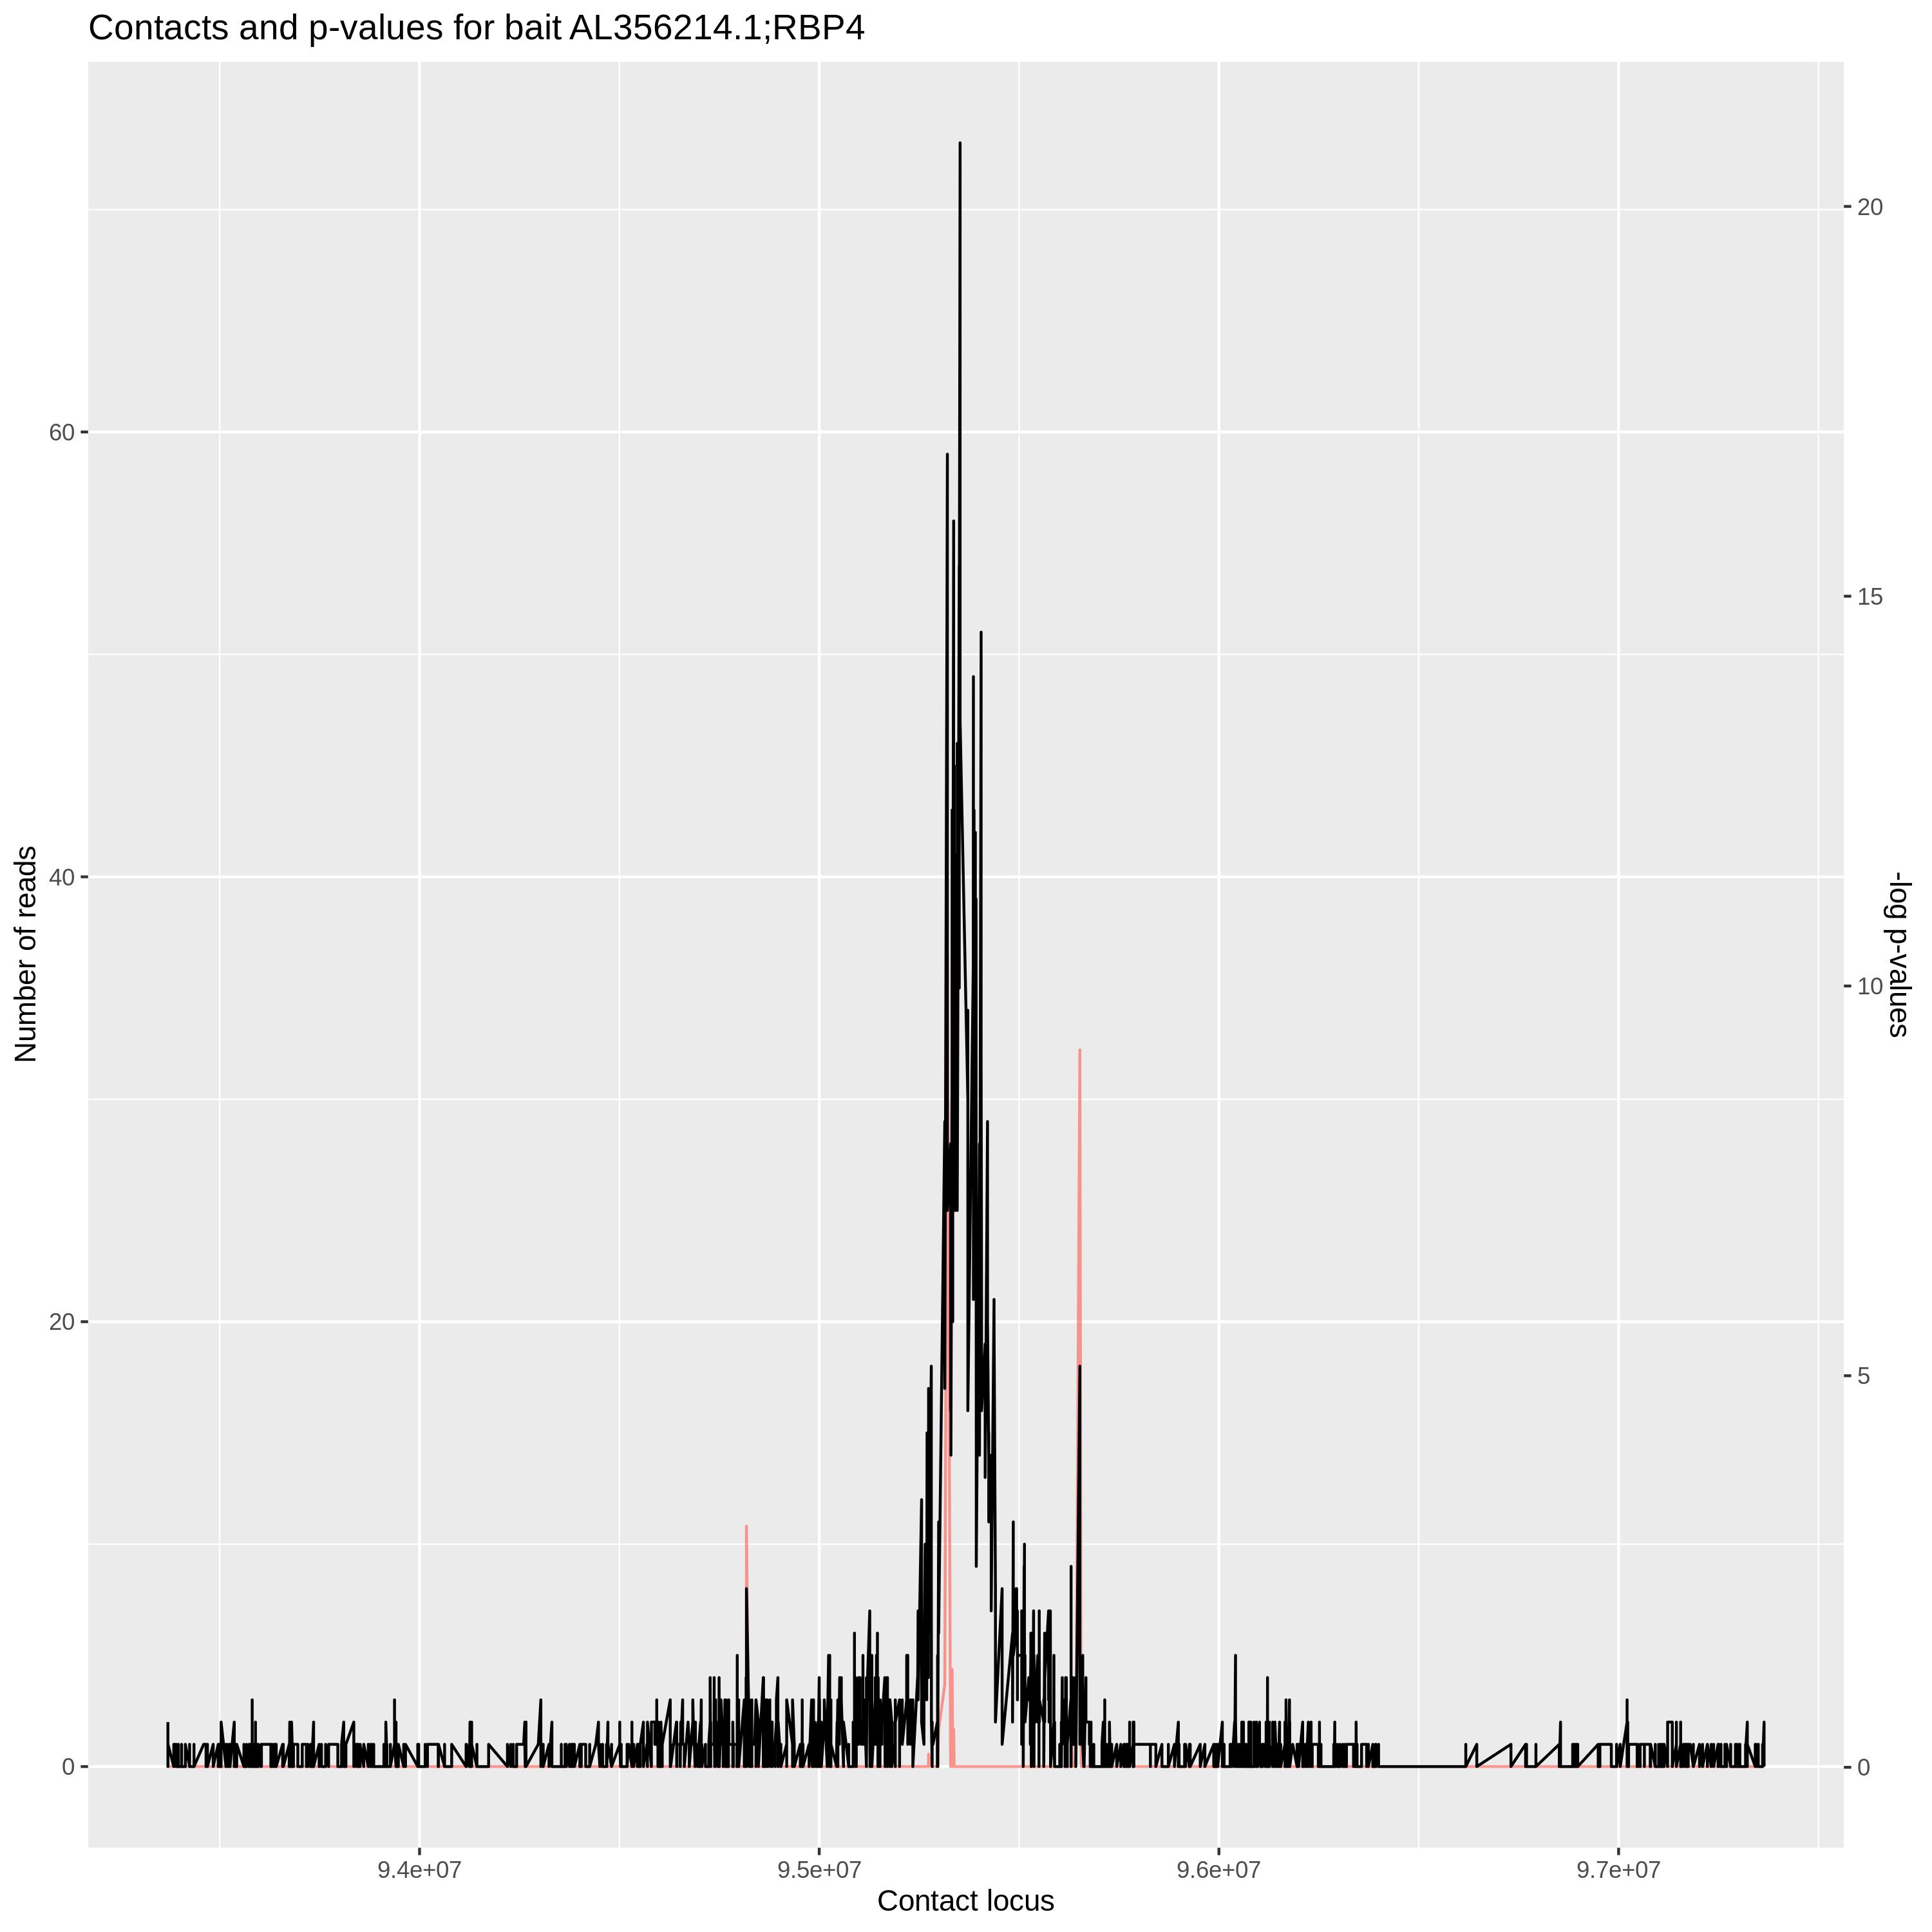 Contacts and p-values for bait AL356214.1;RBP4
Number of reads
60
40
20
0
20
15
10
5
0
-log p-values
9.4e+07 9.5e+07 9.6e+07 9.7e+07
Contact locus